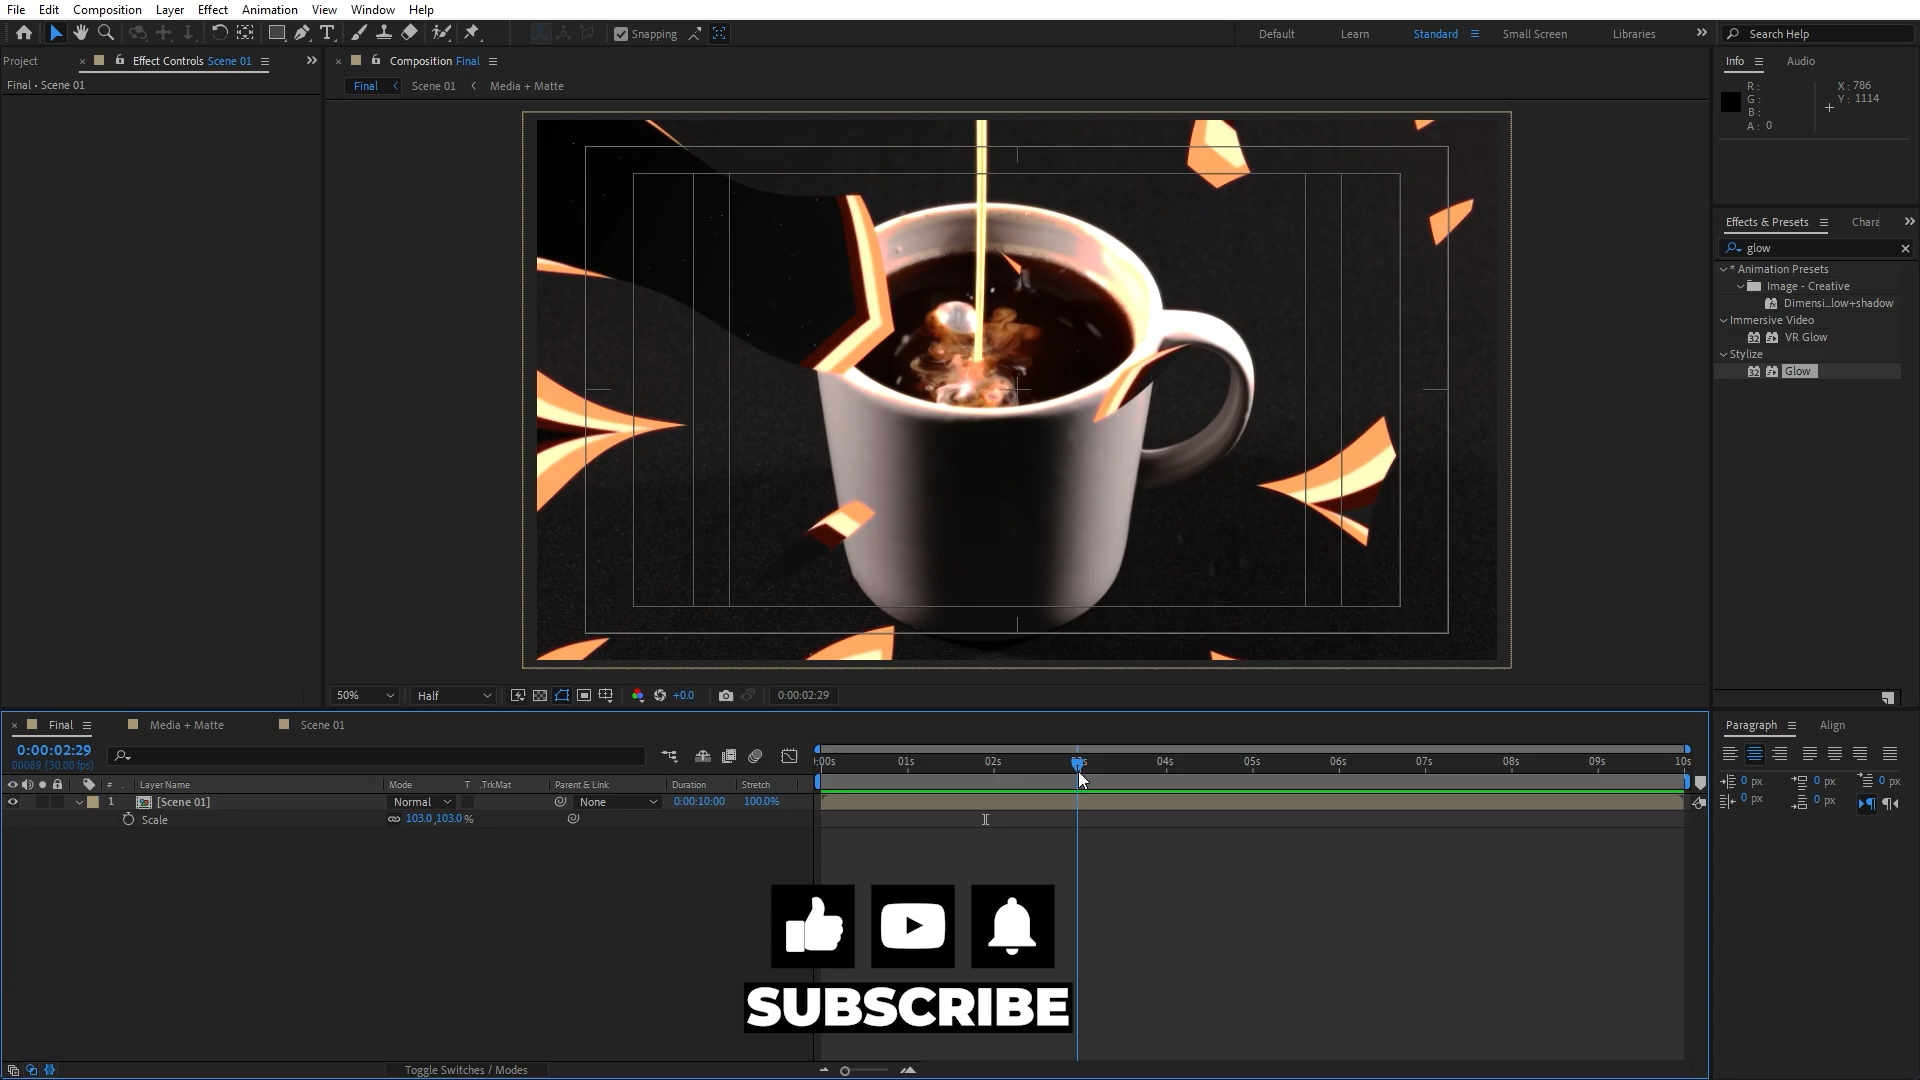 File Edit Composition Layer Effect Animation View Window Help
Snapping
Default Learn Standard Small Screen Libraries Search Help
Project Effect Controls Scene 01
Final • Scene 01
Composition Final
Final Scene 01 Media + Matte
Info Audio
R :
G :
B :
A : 0
X : 786
Y : 1114
Effects & Presets Chara
glow
* Animation Presets
Image - Creative
Dimensi...low+shadow
Immersive Video
VR Glow
Stylize
Glow
50% Half +0.0 0:00:02:29
Final Media + Matte Scene 01
0:00:02:29
00089 (30.00 fps)
:00s 01s 02s 03s 04s 05s 06s 07s 08s 09s 10s
# Layer Name Mode T .TrkMat Parent & Link Duration Stretch
1 [Scene 01] Normal None 0:00:10:00 100.0%
Scale 103.0,103.0 %
Paragraph Align
0 px 0 px 0 px
0 px 0 px
SUBSCRIBE
Toggle Switches / Modes